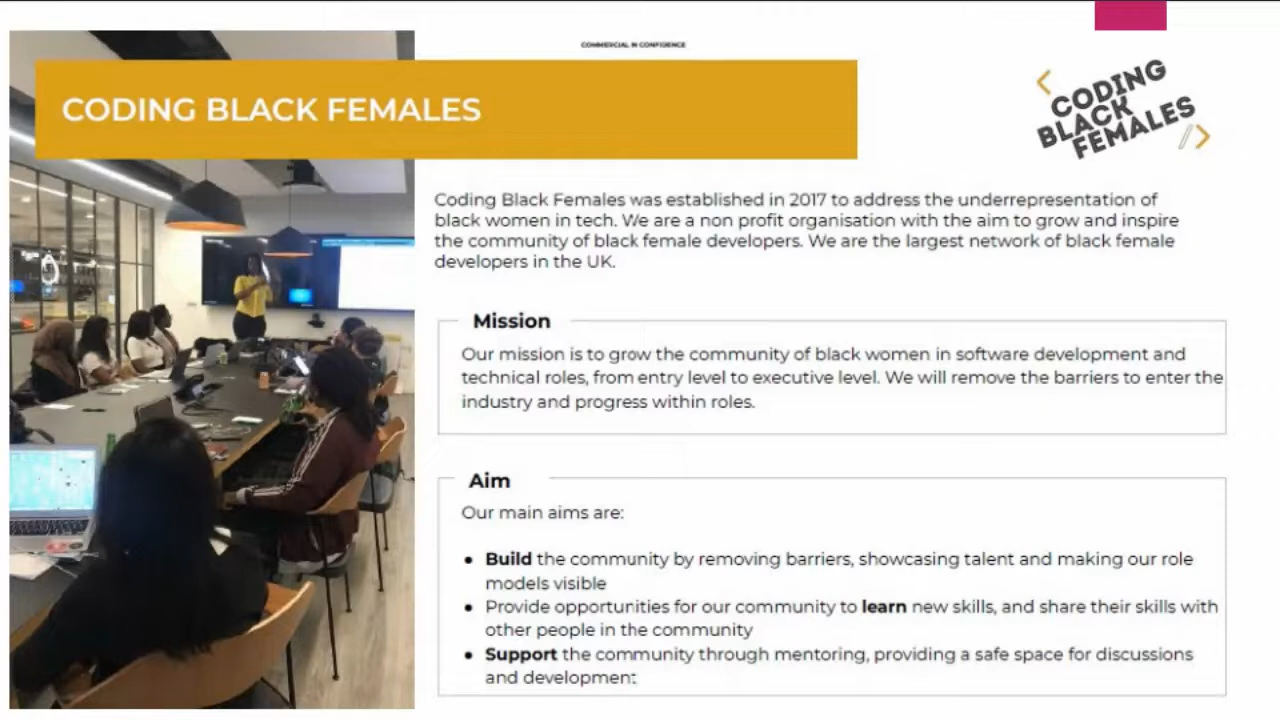 COMMERCIAL IN CONFIDENCE
CODING BLACK FEMALES
CODING
BLACK
FEMALES
Coding Black Females was established in 2017 to address the underrepresentation of
black women in tech. We are a non profit organisation with the aim to grow and inspire
the community of black female developers. We are the largest network of black female
developers in the UK.
Mission
Our mission is to grow the community of black women in software development and
technical roles, from entry level to executive level. We will remove the barriers to enter the
industry and progress within roles.
Aim
Our main aims are:
● Build the community by removing barriers, showcasing talent and making our role
models visible
● Provide opportunities for our community to learn new skills, and share their skills with
other people in the community
● Support the community through mentoring, providing a safe space for discussions
and development